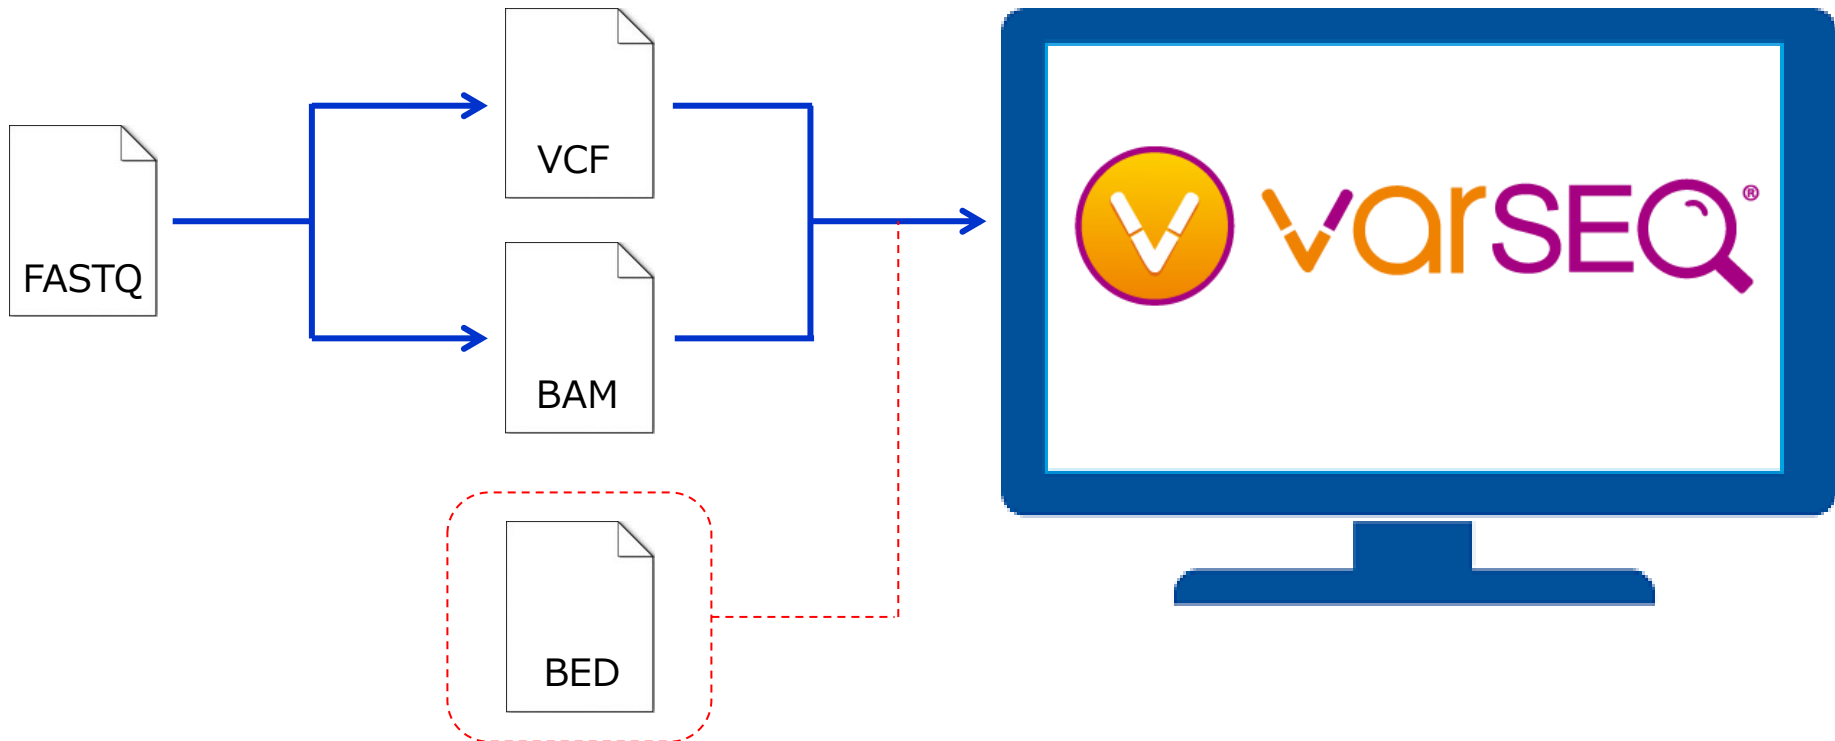 FASTQ
VCF
BAM
BED
varSEQ®